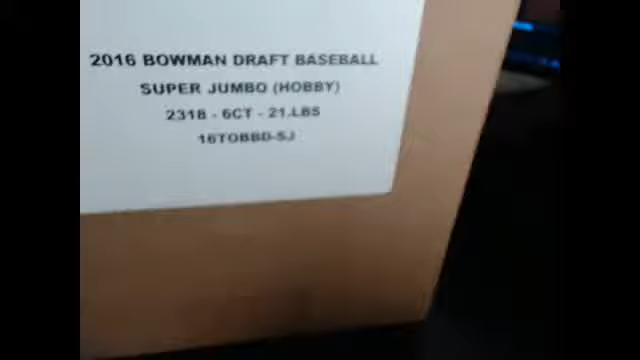 2016 BOWMAN DRAFT BASEBALL
SUPER JUMBO (HOBBY)
2318 - 6CT - 21.LBS
16TOBBD-SJ